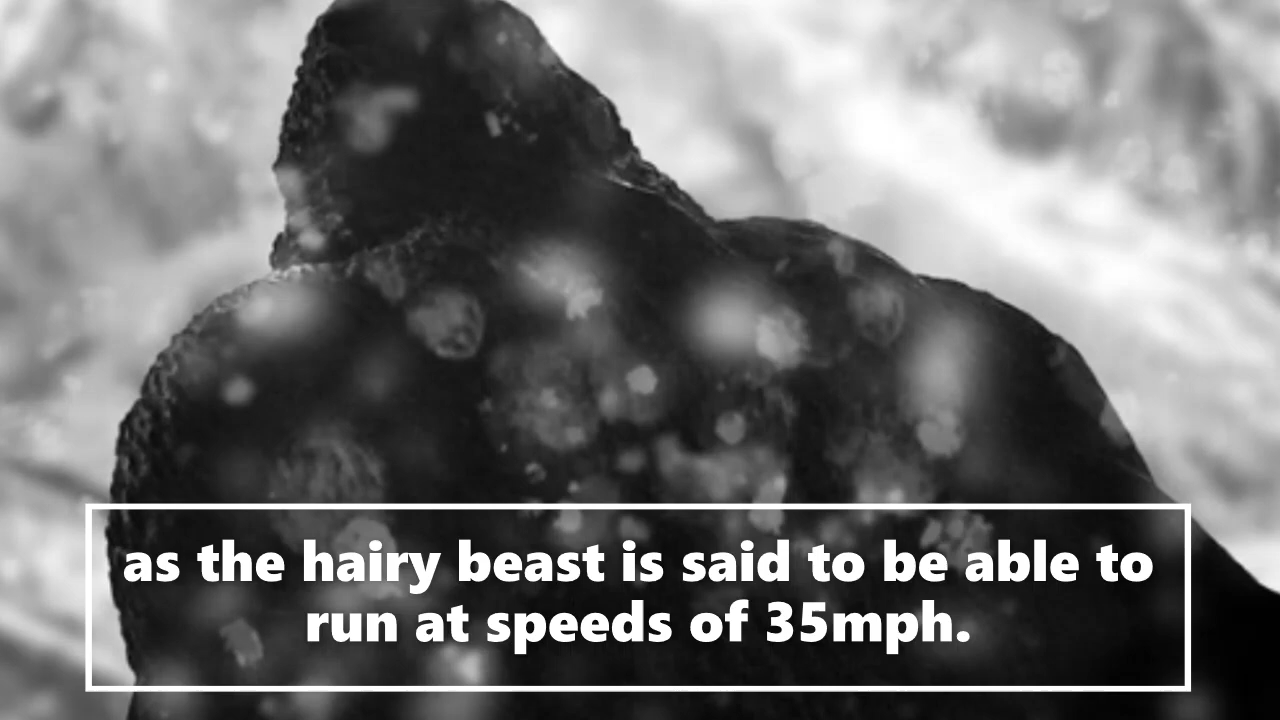 as the hairy beast is said to be able to
run at speeds of 35mph.